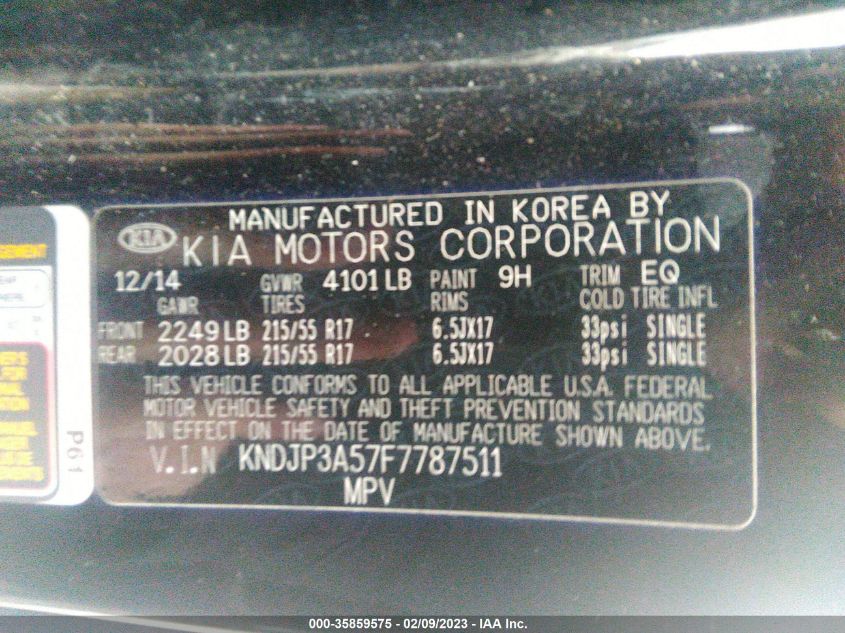 MANUFACTURED IN KOREA BY
KIA KIA MOTORS CORPORATION
12/14 GVWR 4101 LB PAINT 9H TRIM EQ
GAWR TIRES RIMS COLD TIRE INFL
FRONT 2249 LB 215/55 R17 6.5JX17 33psi SINGLE
REAR 2028 LB 215/55 R17 6.5JX17 33psi SINGLE
THIS VEHICLE CONFORMS TO ALL APPLICABLE U.S.A. FEDERAL
MOTOR VEHICLE SAFETY AND THEFT PREVENTION STANDARDS
IN EFFECT ON THE DATE OF MANUFACTURE SHOWN ABOVE.
V.I.N KNDJP3A57F7787511
MPV
P61
000-35859575 - 02/09/2023 - IAA Inc.